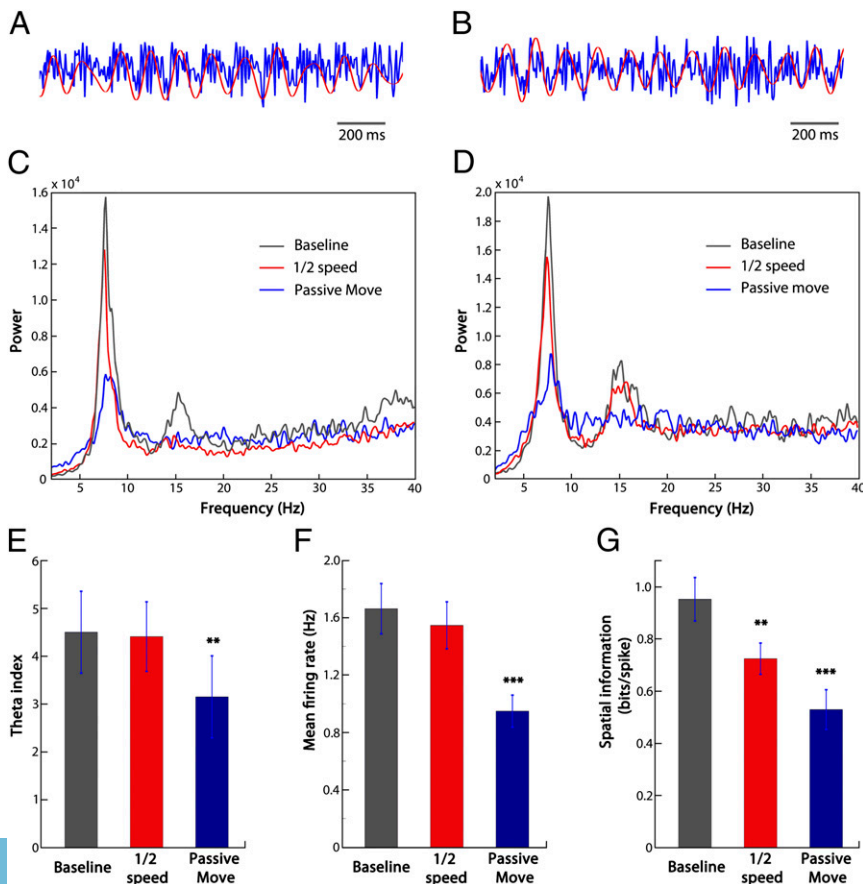 A
B
200 ms
200 ms
C
D
x 10⁴
1.6
1.4
1.2
1.0
0.8
0.6
0.4
0.2
0
Power
Baseline
1/2 speed
Passive Move
5
10
15
20
25
30
35
40
Frequency (Hz)
x 10⁴
2.0
1.8
1.6
1.4
1.2
1.0
0.8
0.6
0.4
0.2
0
Power
Baseline
1/2 speed
Passive move
5
10
15
20
25
30
35
40
Frequency (Hz)
E
F
G
6
5
4
3
2
1
0
Theta index
**
Baseline
1/2
speed
Passive
Move
2.0
1.6
1.2
0.8
0.4
0
Mean firing rate (Hz)
***
Baseline
1/2
speed
Passive
Move
1.0
0.8
0.6
0.4
0.2
0
Spatial information
(bits/spike)
**
***
Baseline
1/2
speed
Passive
Move